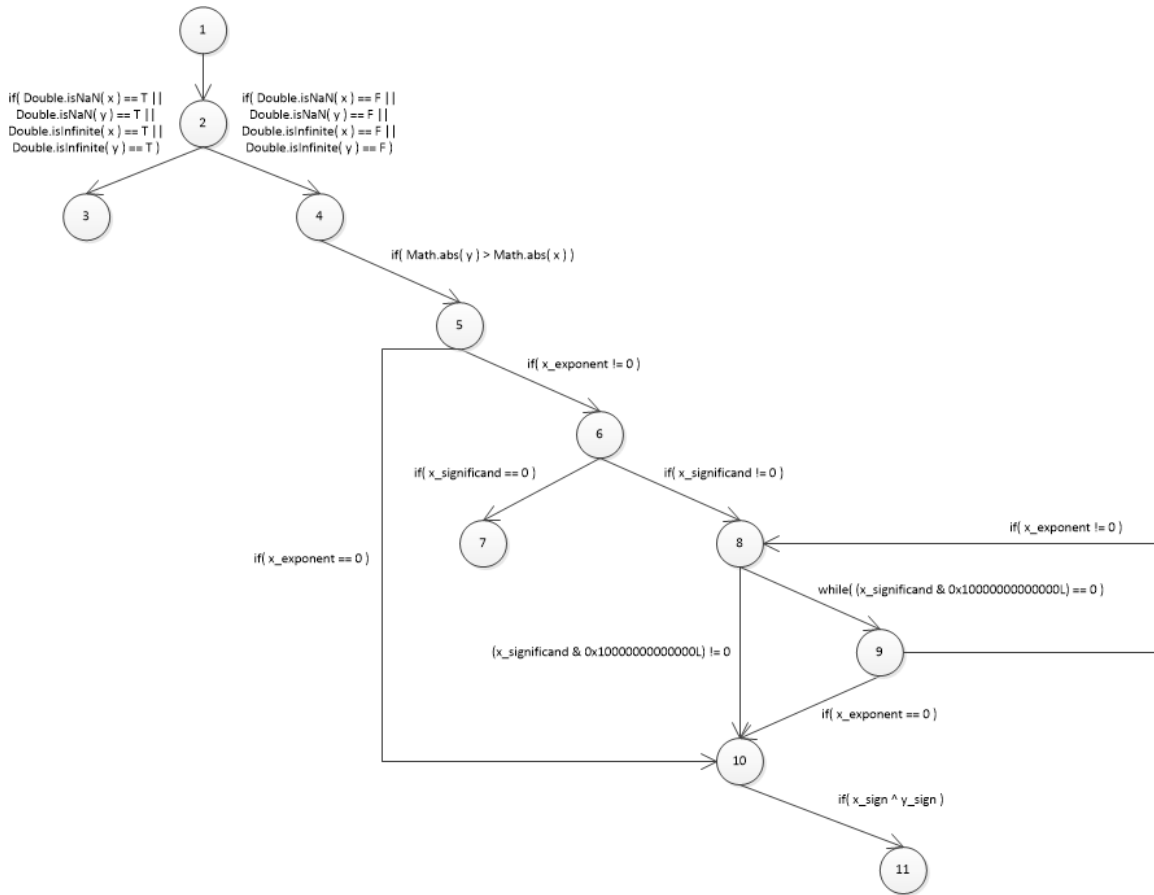 1
if( Double.isNaN( x ) == T ||
Double.isNaN( y ) == T ||
Double.isInfinite( x ) == T ||
Double.isInfinite( y ) == T )
2
if( Double.isNaN( x ) == F ||
Double.isNaN( y ) == F ||
Double.isInfinite( x ) == F ||
Double.isInfinite( y ) == F )
3
4
if( Math.abs( y ) > Math.abs( x ) )
5
if( x_exponent != 0 )
6
if( x_significand == 0 )
if( x_significand != 0 )
7
8
if( x_exponent != 0 )
if( x_exponent == 0 )
while( (x_significand & 0x10000000000000L) == 0 )
(x_significand & 0x10000000000000L) != 0
9
if( x_exponent == 0 )
10
if( x_sign ^ y_sign )
11